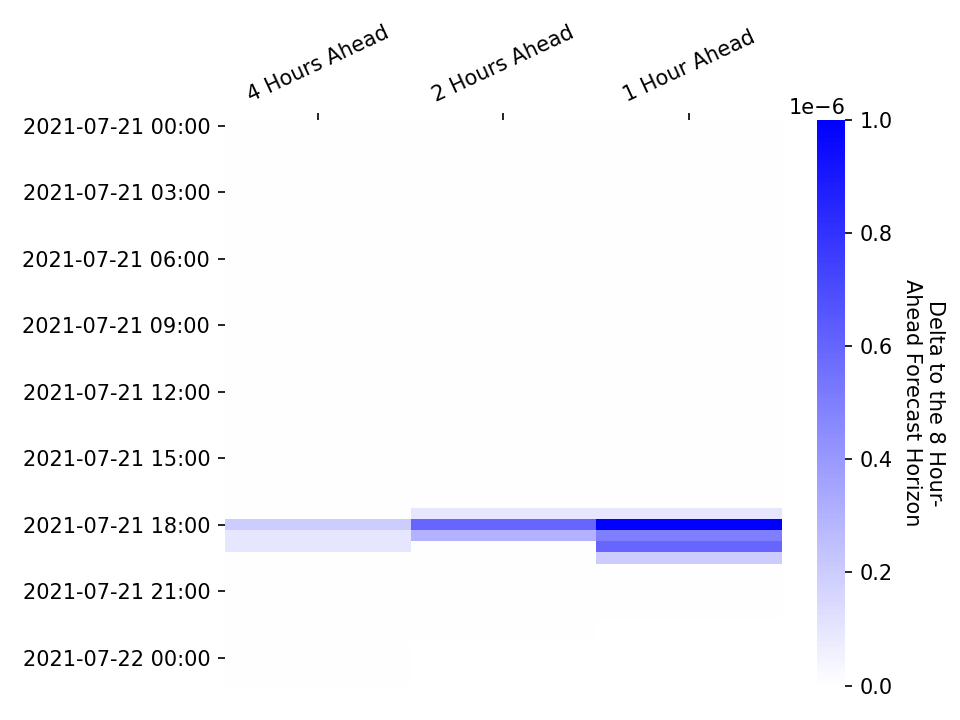 4 Hours Ahead
2 Hours Ahead
1 Hour Ahead
1e−6
2021-07-21 00:00
2021-07-21 03:00
2021-07-21 06:00
2021-07-21 09:00
2021-07-21 12:00
2021-07-21 15:00
2021-07-21 18:00
2021-07-21 21:00
2021-07-22 00:00
1.0
0.8
0.6
0.4
0.2
0.0
Delta to the 8 Hour-
Ahead Forecast Horizon